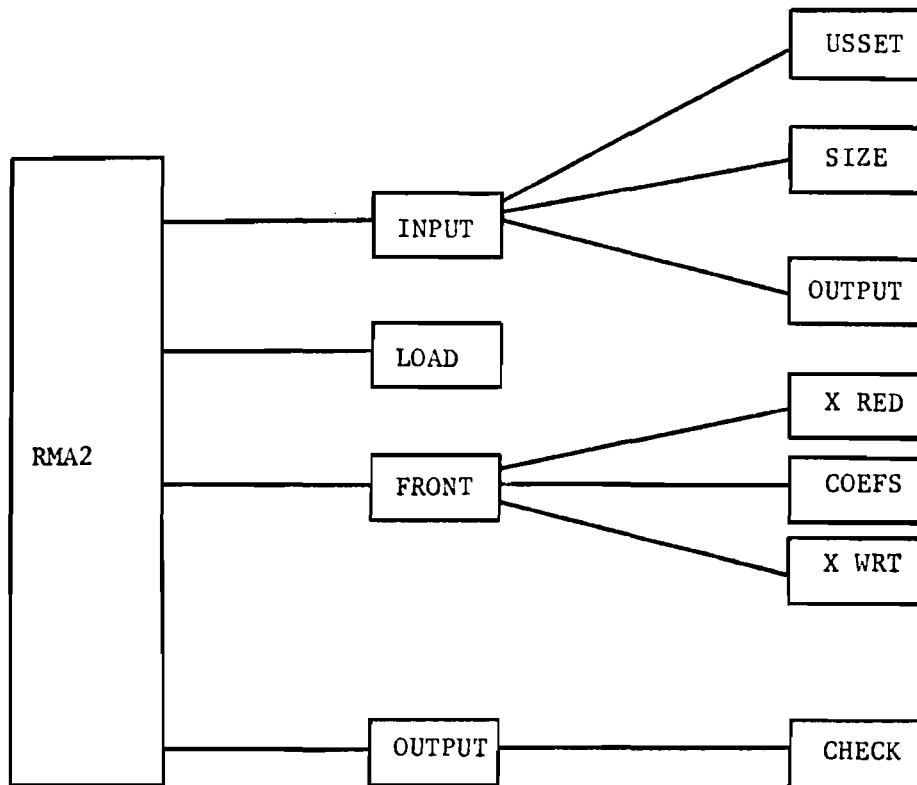 USSET
SIZE
INPUT
OUTPUT
LOAD
X RED
RMA2
FRONT
COEFS
X WRT
OUTPUT
CHECK